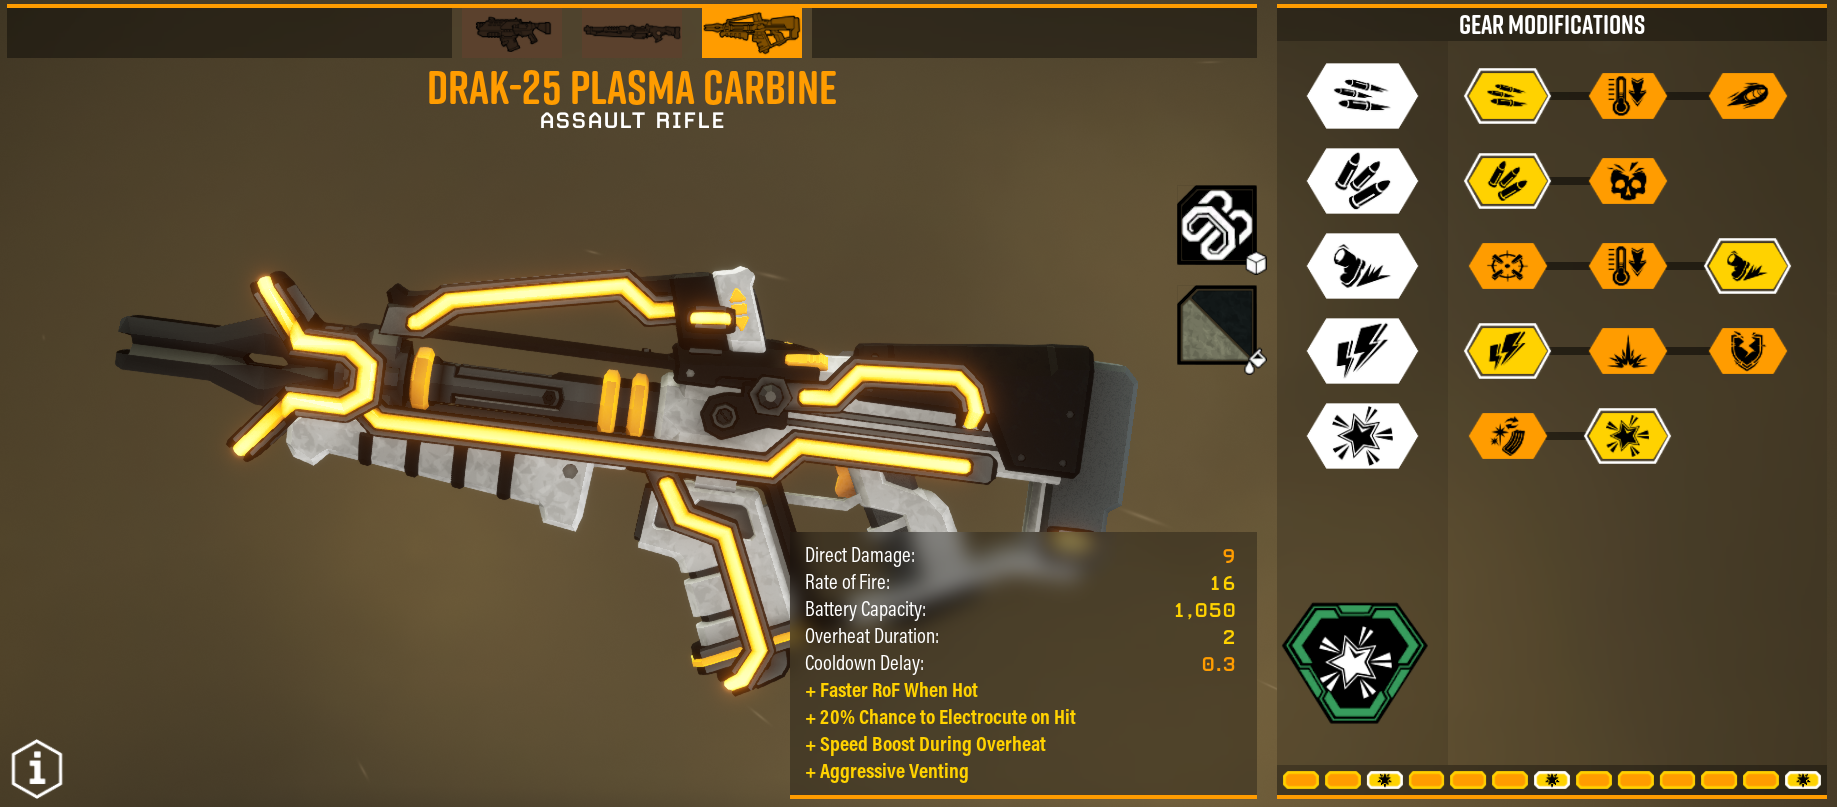 DRAK-25 PLASMA CARBINE
ASSAULT RIFLE
GEAR MODIFICATIONS
Direct Damage: 9
Rate of Fire: 16
Battery Capacity: 1,050
Overheat Duration: 2
Cooldown Delay: 0.3
+ Faster RoF When Hot
+ 20% Chance to Electrocute on Hit
+ Speed Boost During Overheat
+ Aggressive Venting